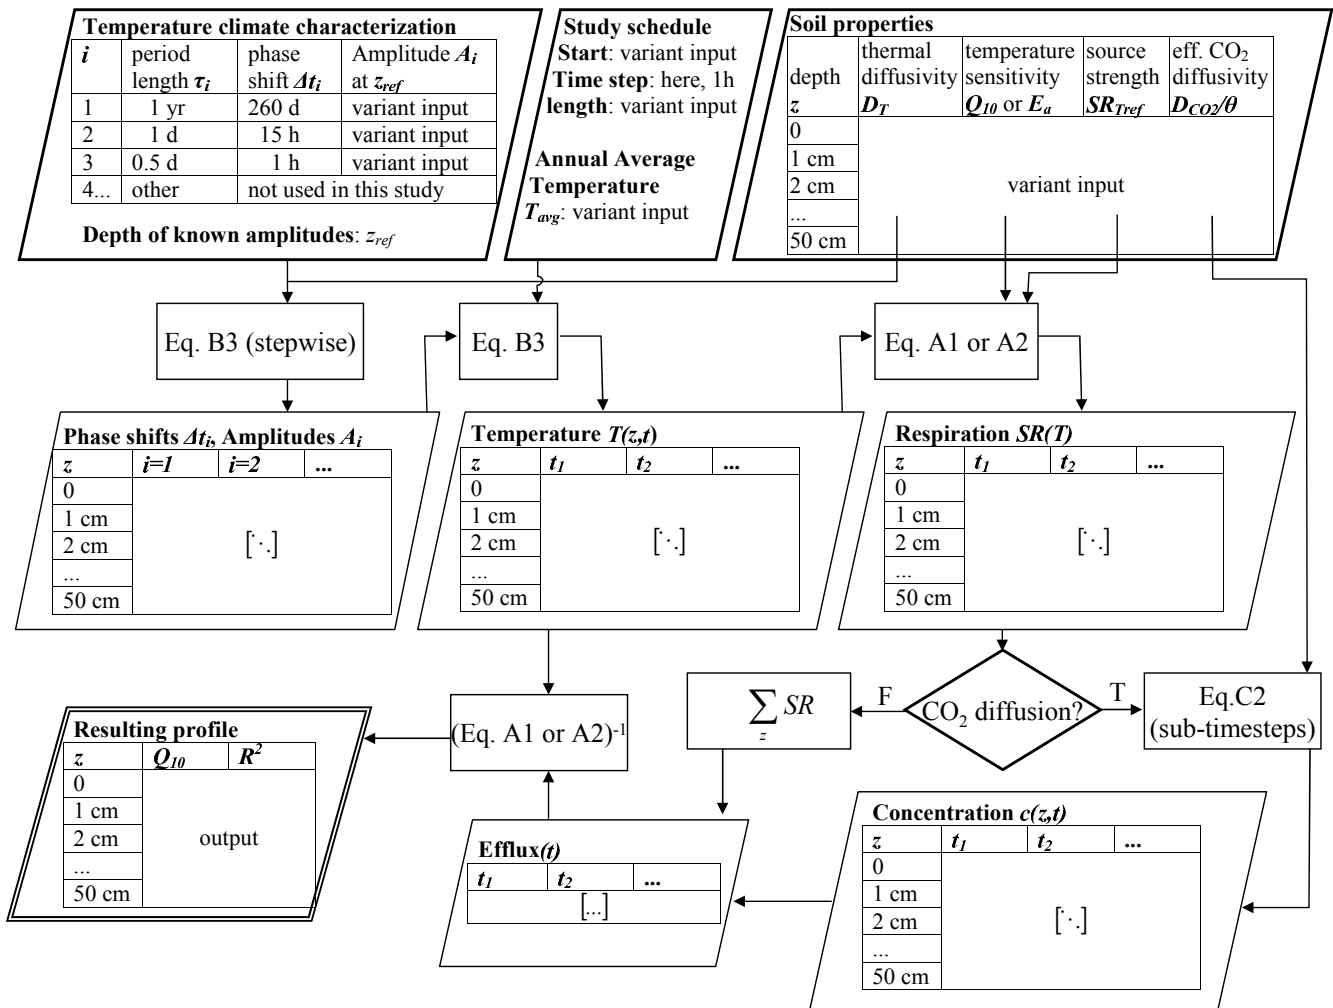 Temperature climate characterization
i period length τi phase shift Δti Amplitude Ai at zref
1 1 yr 260 d variant input
2 1 d 15 h variant input
3 0.5 d 1 h variant input
4... other not used in this study
Depth of known amplitudes: zref
Study schedule
Start: variant input
Time step: here, 1h
length: variant input
Annual Average
Temperature
Tavg: variant input
Soil properties
depth z thermal diffusivity DT temperature sensitivity Q10 or Ea source strength SRTref eff. CO2 diffusivity DCO2/θ
0
1 cm
2 cm
...
50 cm
variant input
Eq. B3 (stepwise)
Eq. B3
Eq. A1 or A2
Phase shifts Δti, Amplitudes Ai
z i=1 i=2 ...
0
1 cm
2 cm
...
50 cm
[⋱]
Temperature T(z,t)
z t1 t2 ...
0
1 cm
2 cm
...
50 cm
[⋱]
Respiration SR(T)
z t1 t2 ...
0
1 cm
2 cm
...
50 cm
[⋱]
∑z SR
F
CO2 diffusion?
T
Eq.C2
(sub-timesteps)
(Eq. A1 or A2)-1
Resulting profile
z Q10 R2
0
1 cm
2 cm
...
50 cm
output
Efflux(t)
t1 t2 ...
[...]
Concentration c(z,t)
z t1 t2 ...
0
1 cm
2 cm
...
50 cm
[⋱]